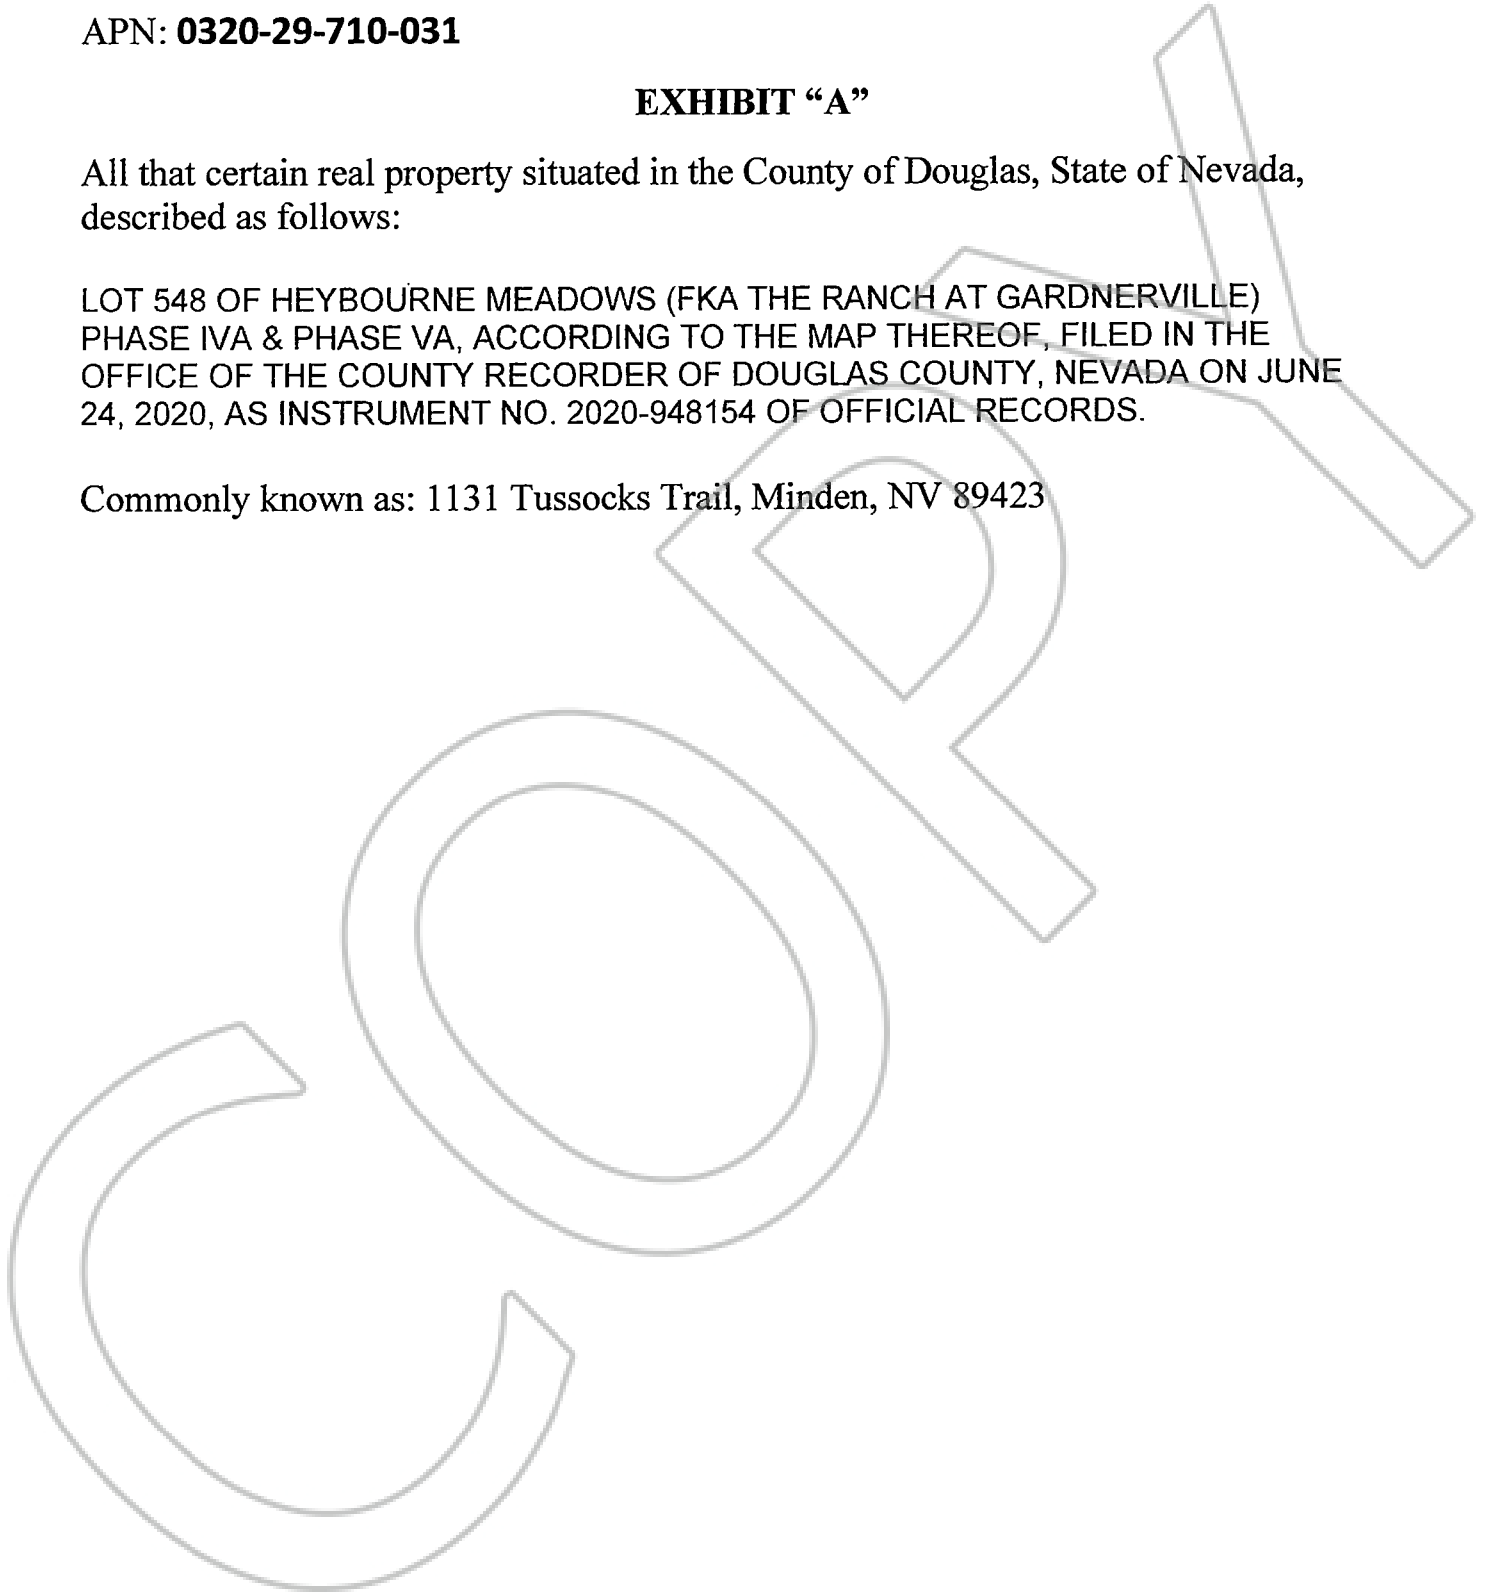 APN: 0320-29-710-031
EXHIBIT “A”
All that certain real property situated in the County of Douglas, State of Nevada,
described as follows:
LOT 548 OF HEYBOURNE MEADOWS (FKA THE RANCH AT GARDNERVILLE)
PHASE IVA & PHASE VA, ACCORDING TO THE MAP THEREOF, FILED IN THE
OFFICE OF THE COUNTY RECORDER OF DOUGLAS COUNTY, NEVADA ON JUNE
24, 2020, AS INSTRUMENT NO. 2020-948154 OF OFFICIAL RECORDS.
Commonly known as: 1131 Tussocks Trail, Minden, NV 89423
COPY